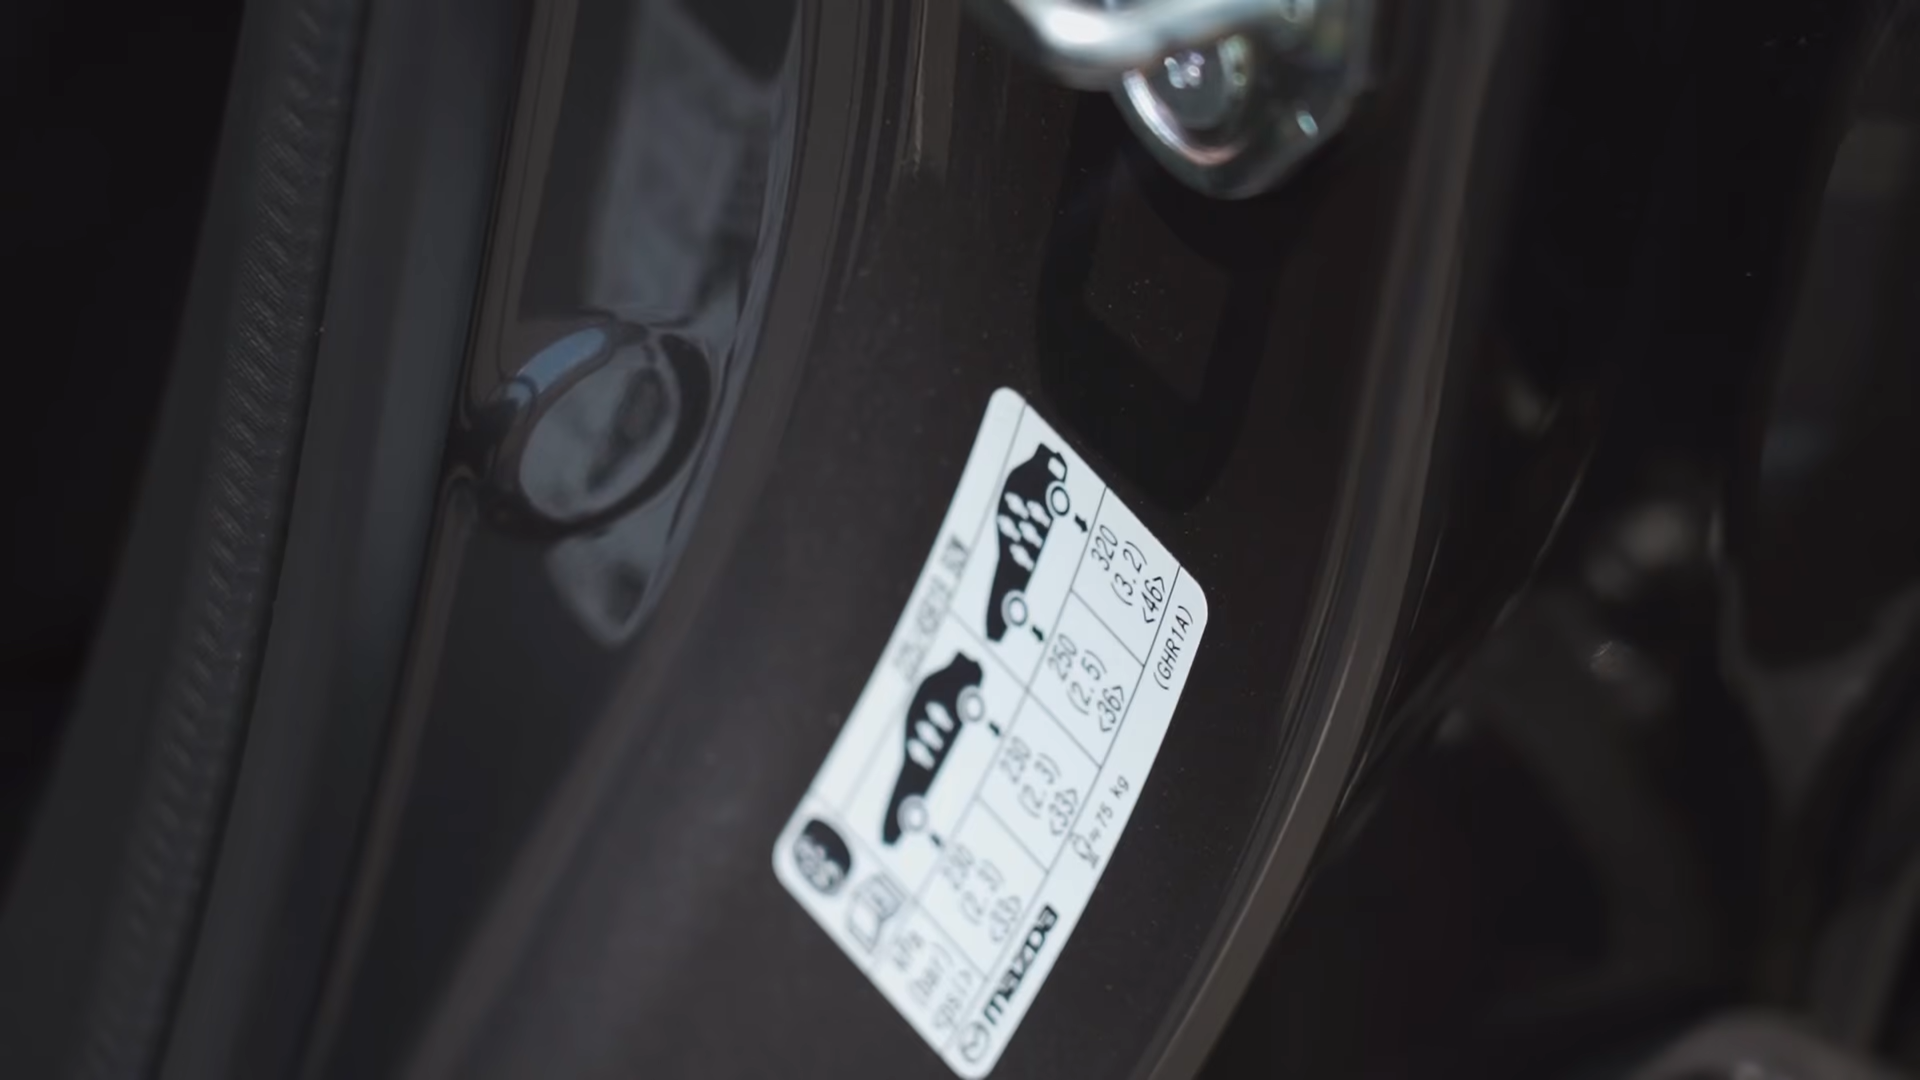 320
(3.2)
<46>
250
(2.5)
<36>
230
(2.3)
<33>
230
(2.3)
<33>
kPa
(bar)
<psi>
(GHR1A)
≈75 kg
mazda